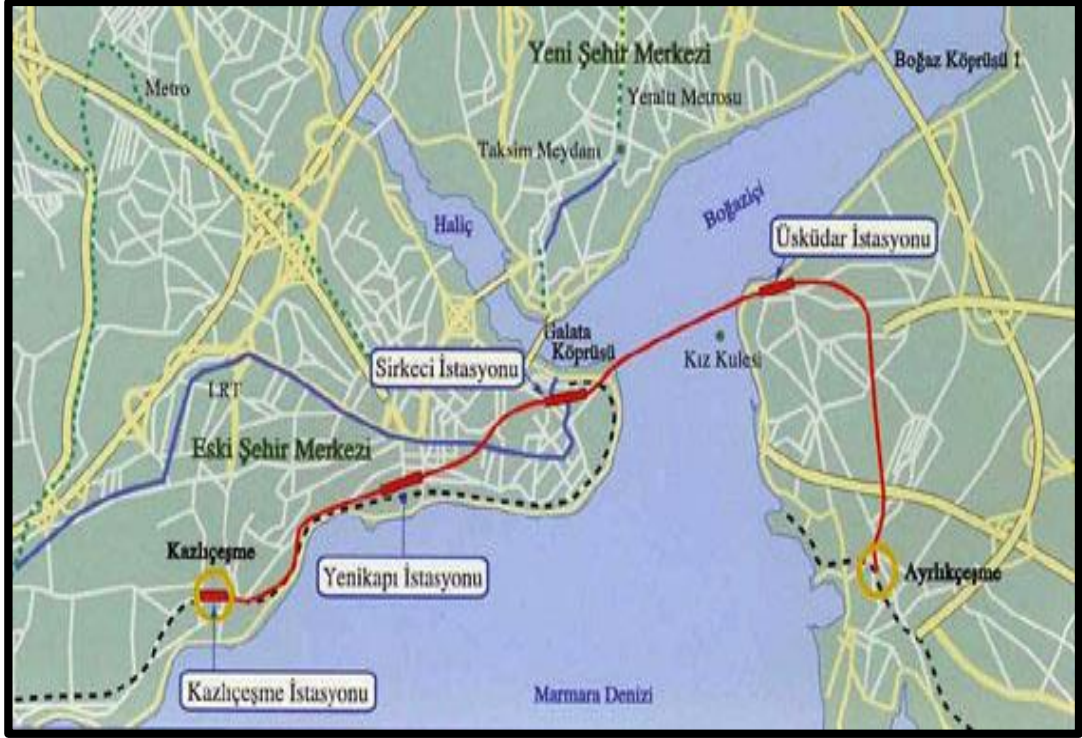 Yeni Şehir Merkezi
Boğaz Köprüsü 1
Metro
Yeraltı Metrosu
Taksim Meydanı
Boğaziçi
Haliç
Üsküdar İstasyonu
Galata
Köprüsü
Kız Kulesi
Sirkeci İstasyonu
LRT
Eski Şehir Merkezi
Kazlıçeşme
Yenikapı İstasyonu
Ayrlıkçeşme
Kazlıçeşme İstasyonu
Marmara Denizi